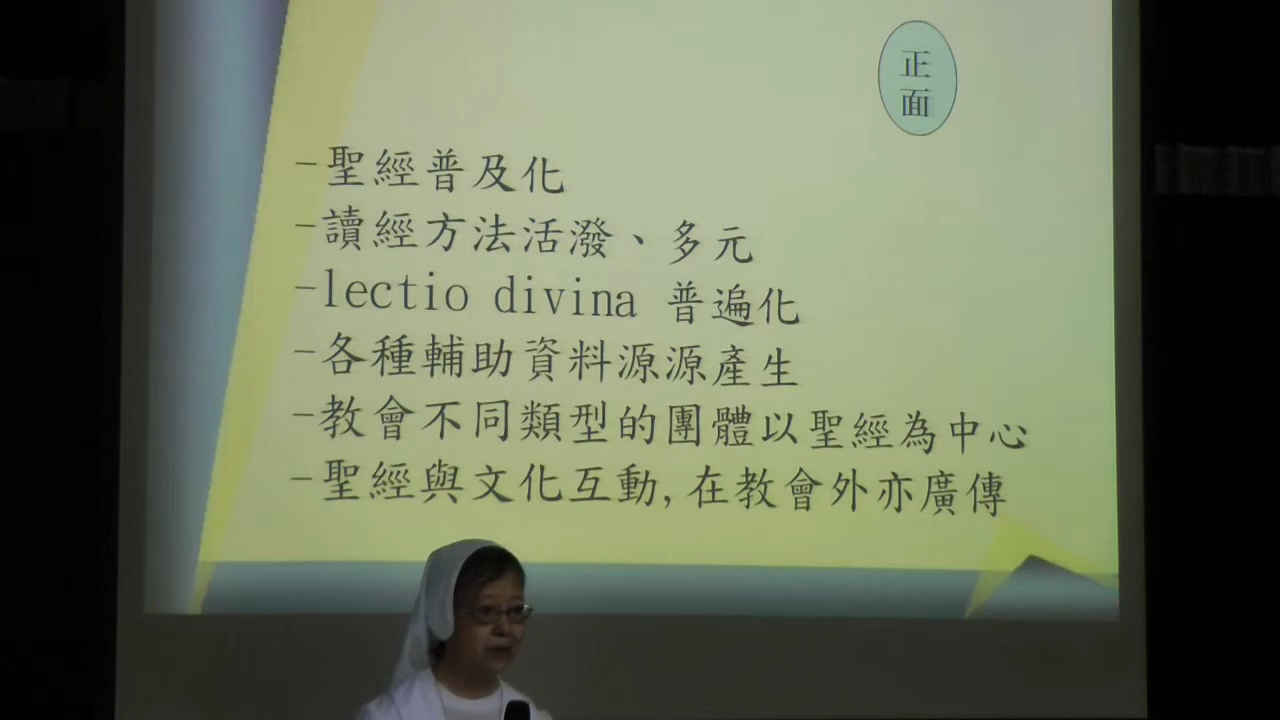 正
面
-聖經普及化
-讀經方法活潑、多元
-lectio divina 普遍化
-各種輔助資料源源產生
-教會不同類型的團體以聖經為中心
-聖經與文化互動,在教會外亦廣傳